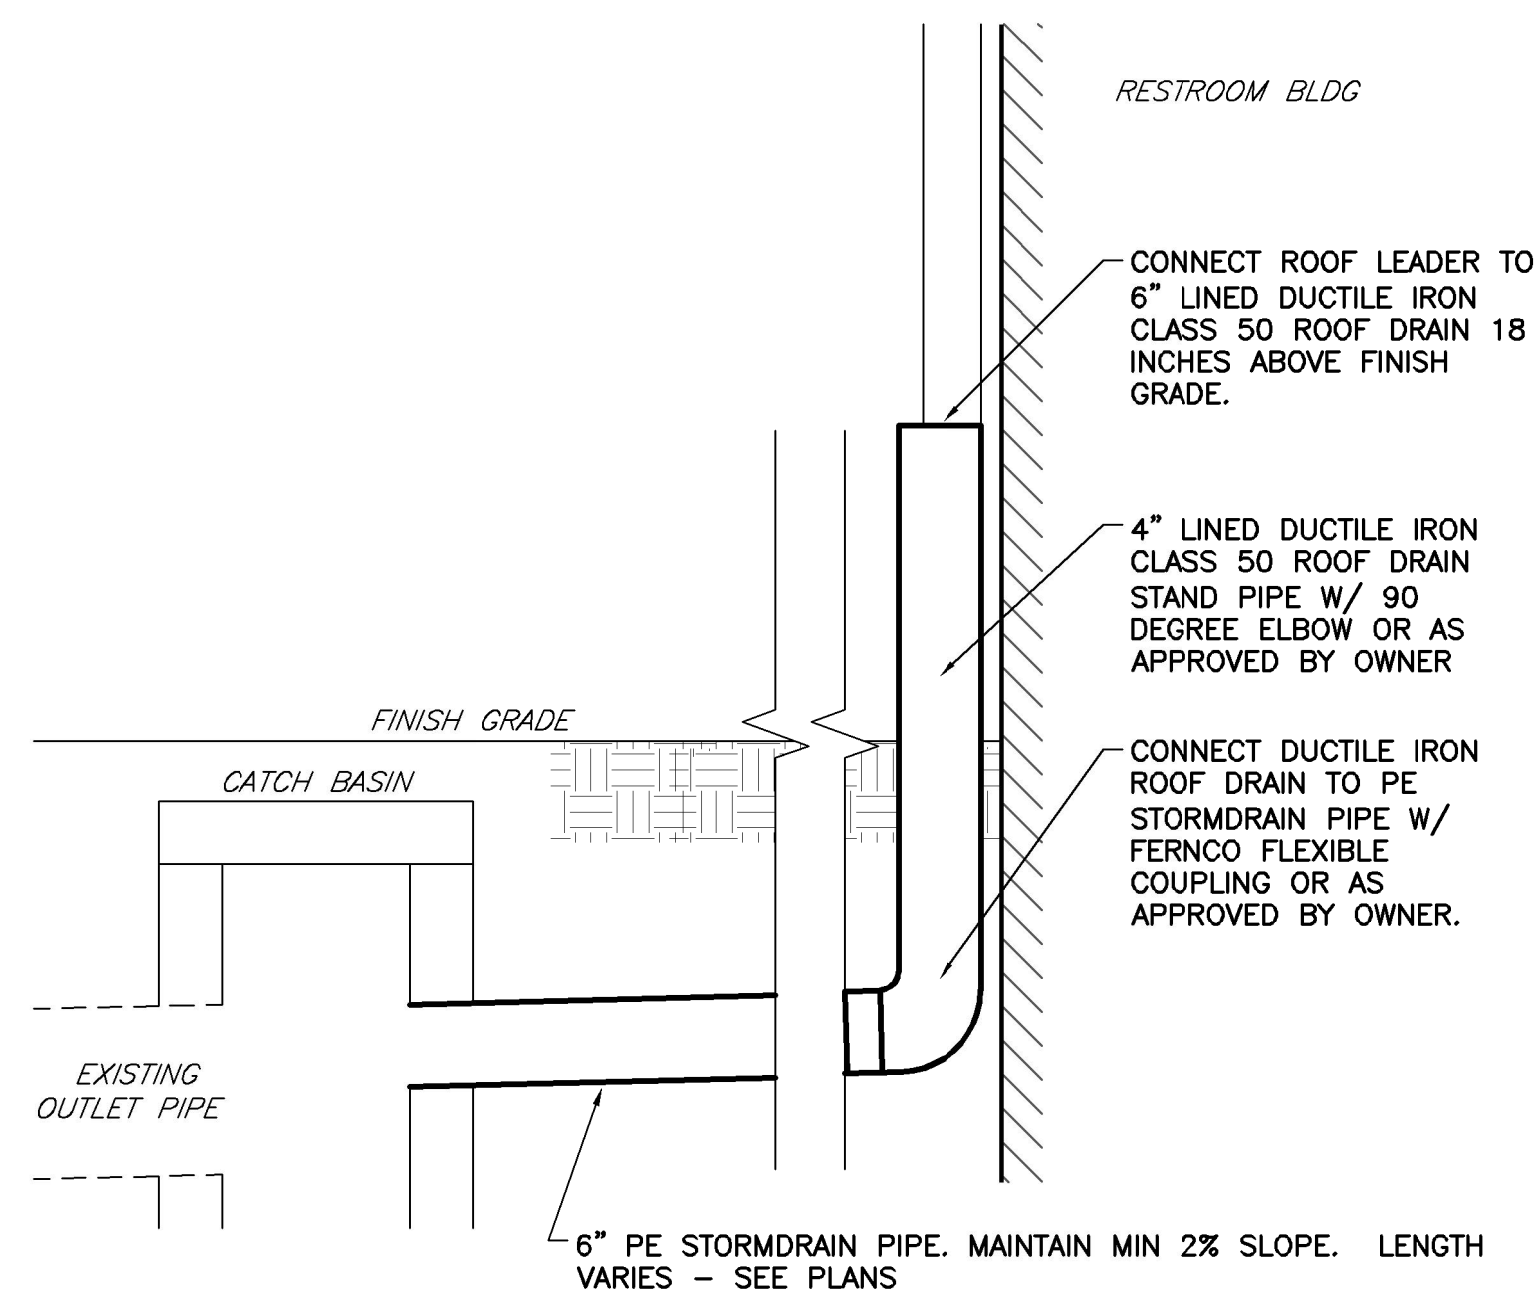 RESTROOM BLDG
CONNECT ROOF LEADER TO
6" LINED DUCTILE IRON
CLASS 50 ROOF DRAIN 18
INCHES ABOVE FINISH
GRADE.
4" LINED DUCTILE IRON
CLASS 50 ROOF DRAIN
STAND PIPE W/ 90
DEGREE ELBOW OR AS
APPROVED BY OWNER
FINISH GRADE
CATCH BASIN
CONNECT DUCTILE IRON
ROOF DRAIN TO PE
STORMDRAIN PIPE W/
FERNCO FLEXIBLE
COUPLING OR AS
APPROVED BY OWNER.
EXISTING
OUTLET PIPE
6" PE STORMDRAIN PIPE. MAINTAIN MIN 2% SLOPE. LENGTH
VARIES – SEE PLANS